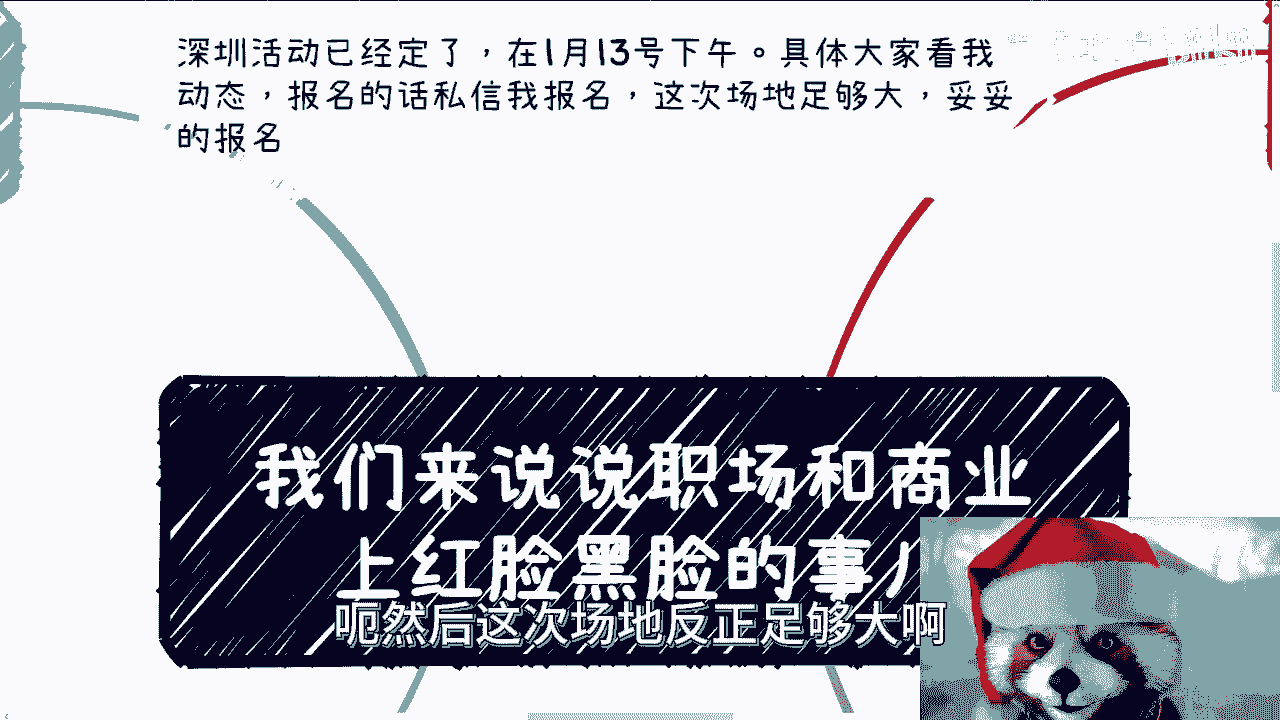 深圳活动已经定了，在1月13号下午。具体大家看我
动态，报名的话私信我报名，这次场地足够大，妥妥
的报名
我们来说说职场和商业
上红脸黑脸的事
呃然后这次场地反正足够大啊